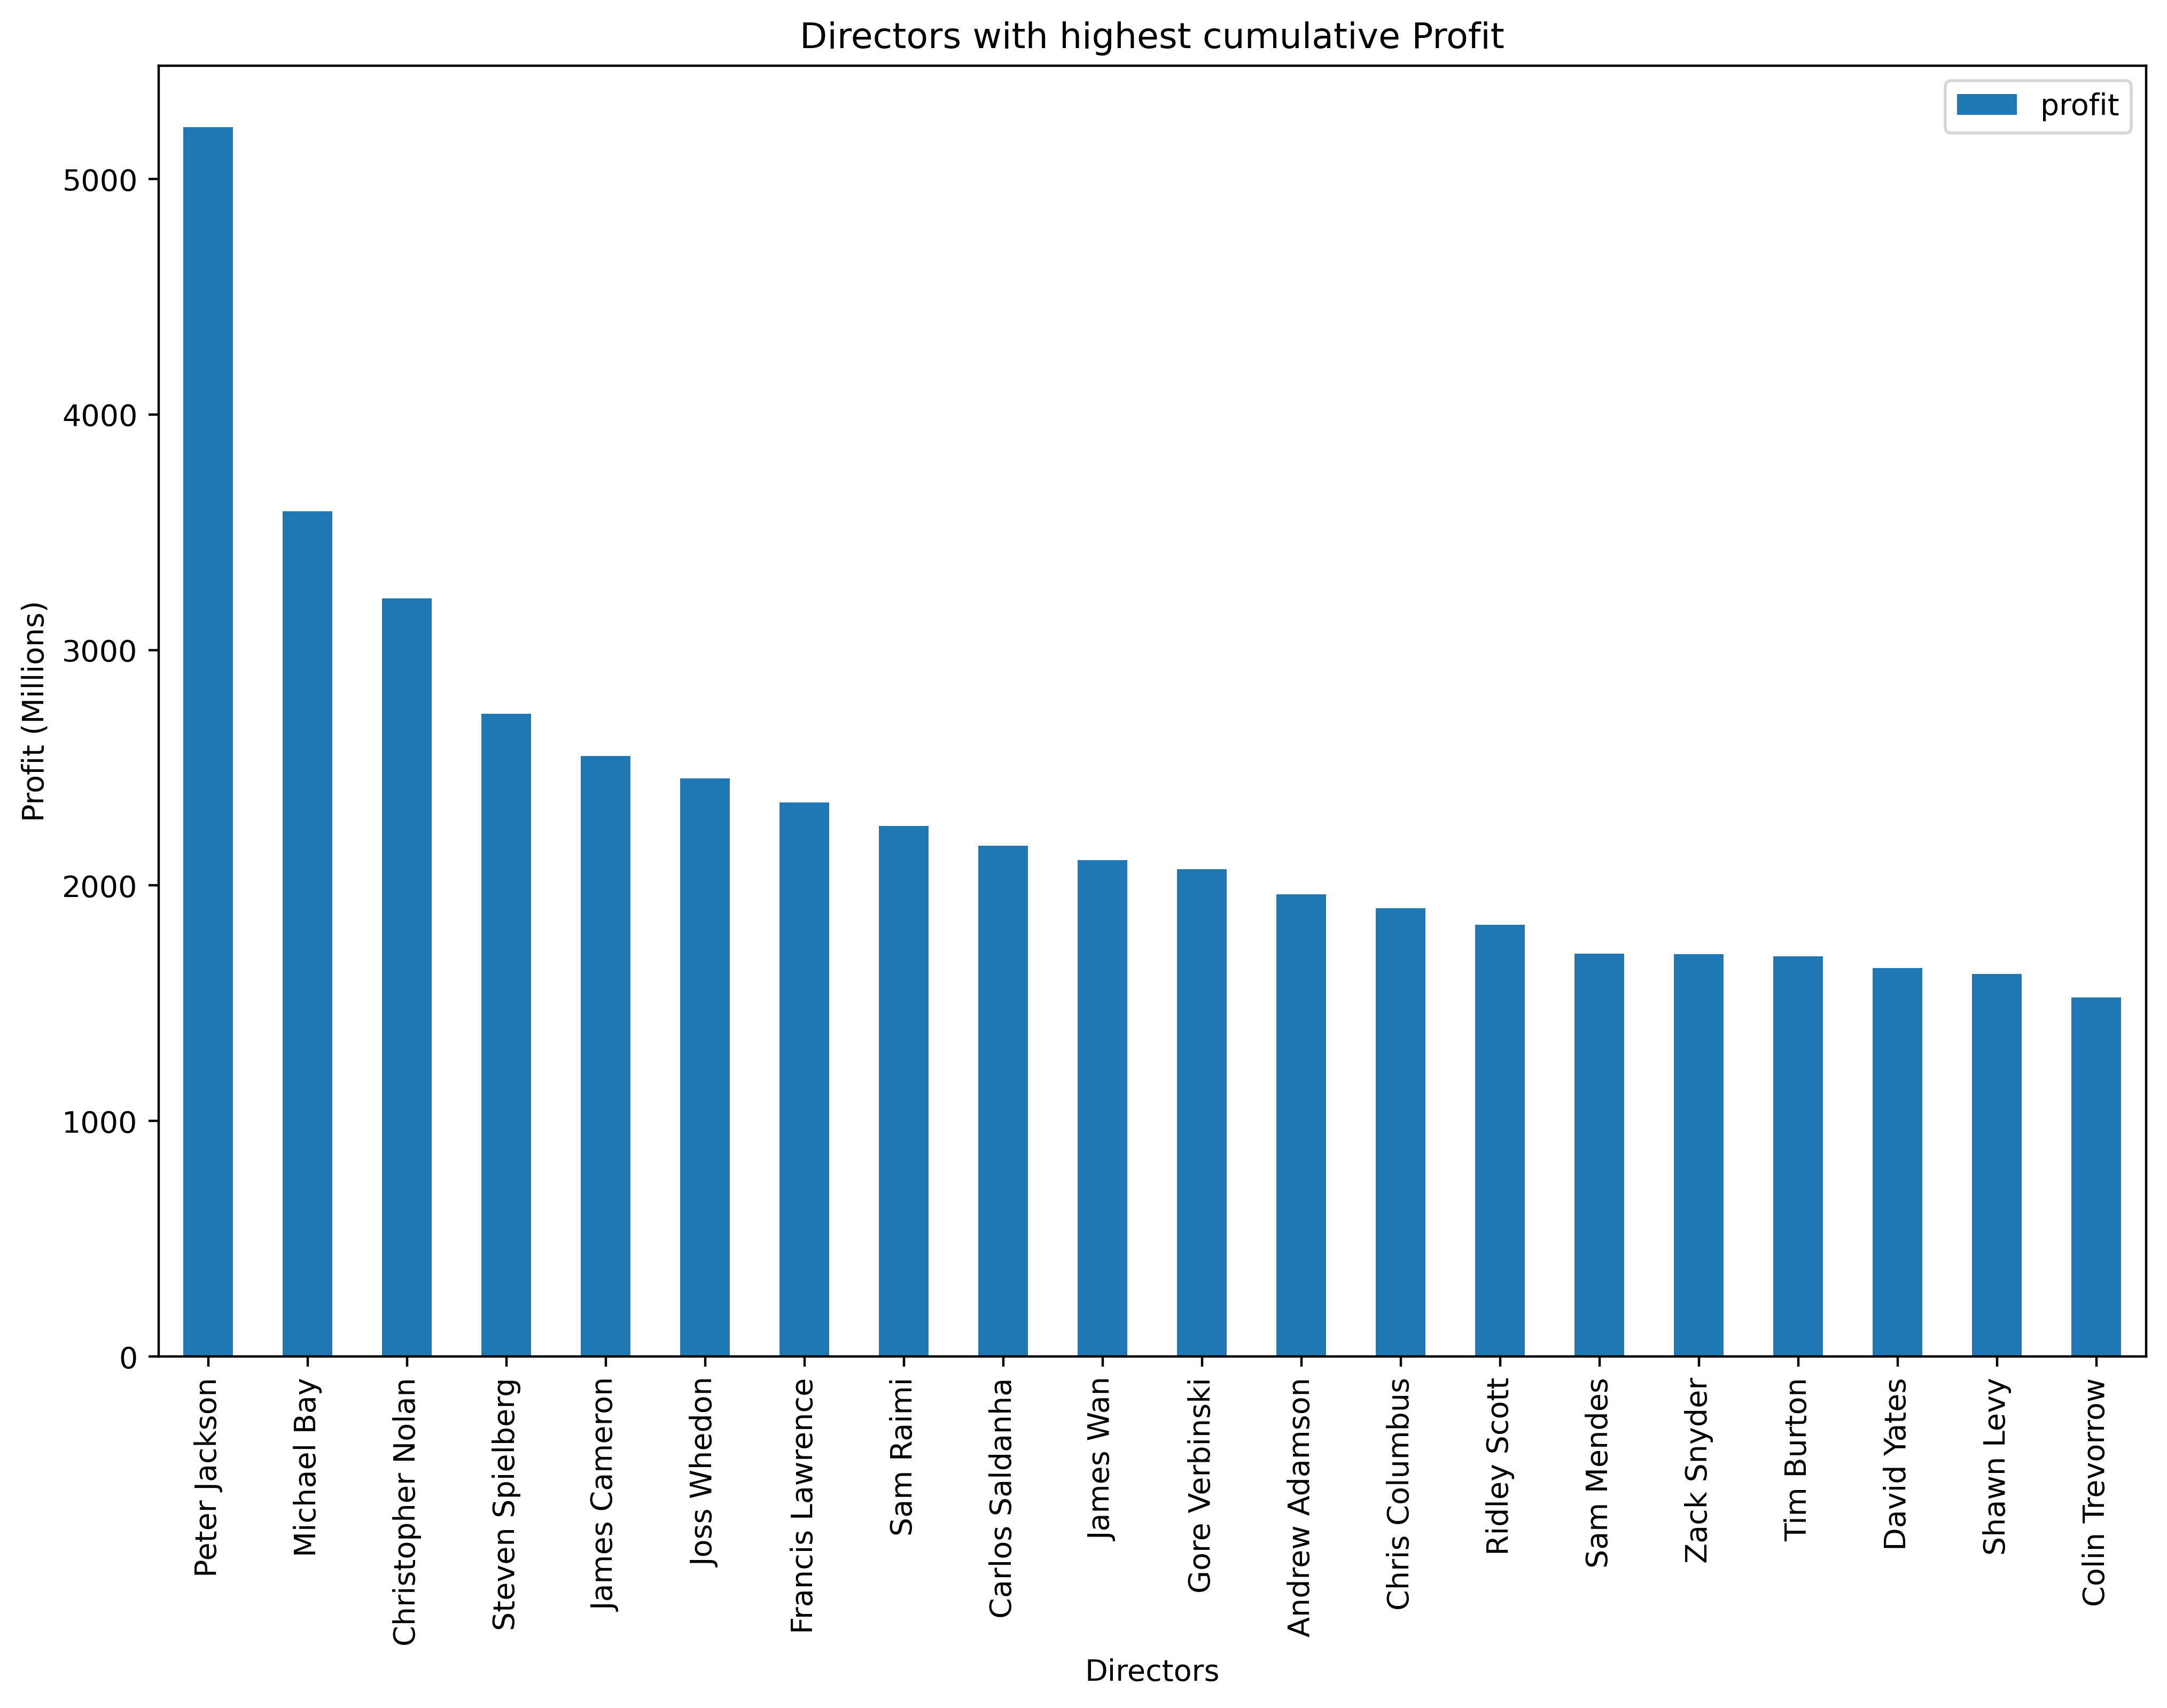 Directors with highest cumulative Profit
profit
Profit (Millions)
5000
4000
3000
2000
1000
0
Peter Jackson
Michael Bay
Christopher Nolan
Steven Spielberg
James Cameron
Joss Whedon
Francis Lawrence
Sam Raimi
Carlos Saldanha
James Wan
Gore Verbinski
Andrew Adamson
Chris Columbus
Ridley Scott
Sam Mendes
Zack Snyder
Tim Burton
David Yates
Shawn Levy
Colin Trevorrow
Directors